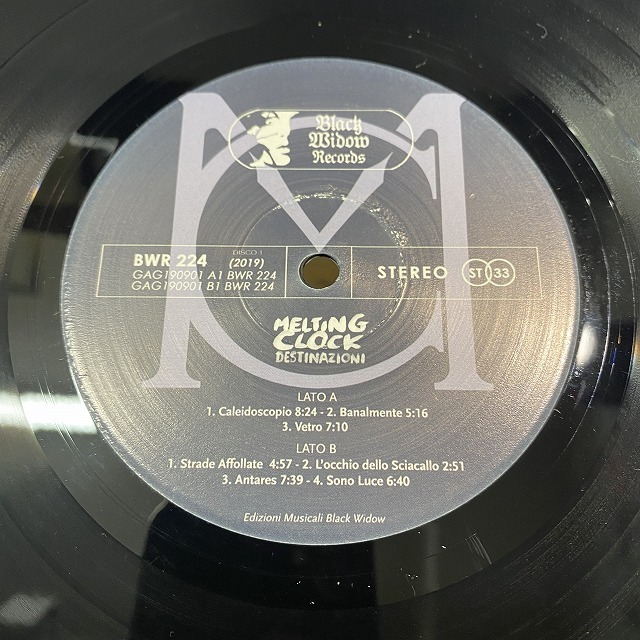 MC
Black
Widow
Records
DISCO 1
BWR 224 (2019)
GAG190901 A1 BWR 224
GAG190901 B1 BWR 224
STEREO ST 33
MELTING
CLOCK
DESTINAZIONI
LATO A
1. Caleidoscopio 8:24 - 2. Banalmente 5:16
3. Vetro 7:10
LATO B
1. Strade Affollate 4:57 - 2. L'occhio dello Sciacallo 2:51
3. Antares 7:39 - 4. Sono Luce 6:40
Edizioni Musicali Black Widow